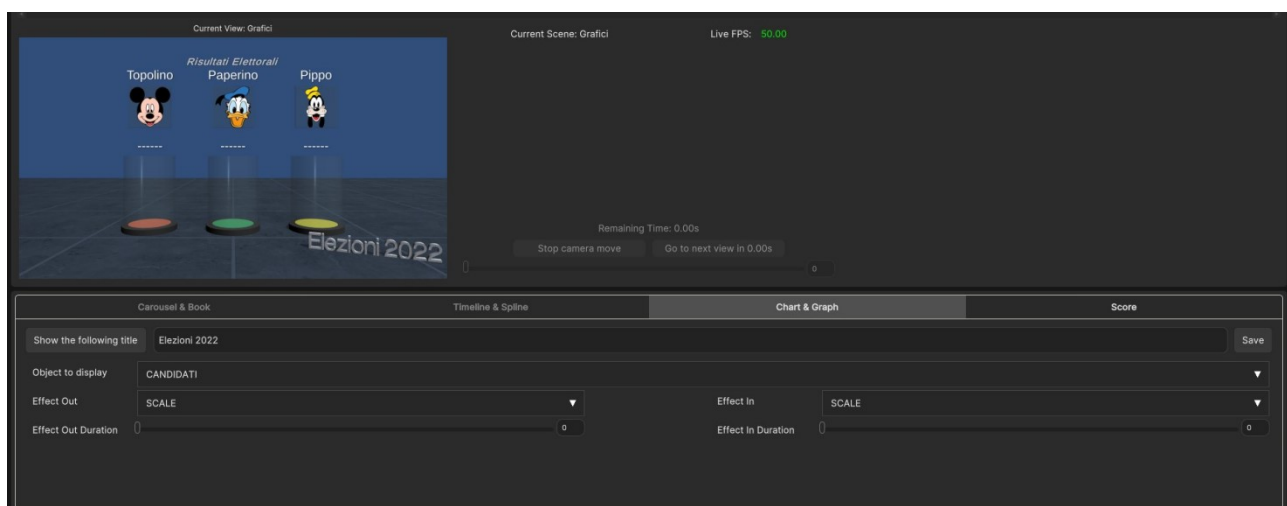 Current View: Grafici
Current Scene: Grafici
Live FPS: 50.00
Risultati Elettorali
Topolino Paperino Pippo
------ ------ ------
Elezioni 2022
Remaining Time: 0.00s
Stop camera move
Go to next view in 0.00s
0
Carousel & Book
Timeline & Spline
Chart & Graph
Score
Show the following title
Elezioni 2022
Save
Object to display
CANDIDATI
Effect Out
SCALE
Effect In
SCALE
Effect Out Duration
0
Effect In Duration
0